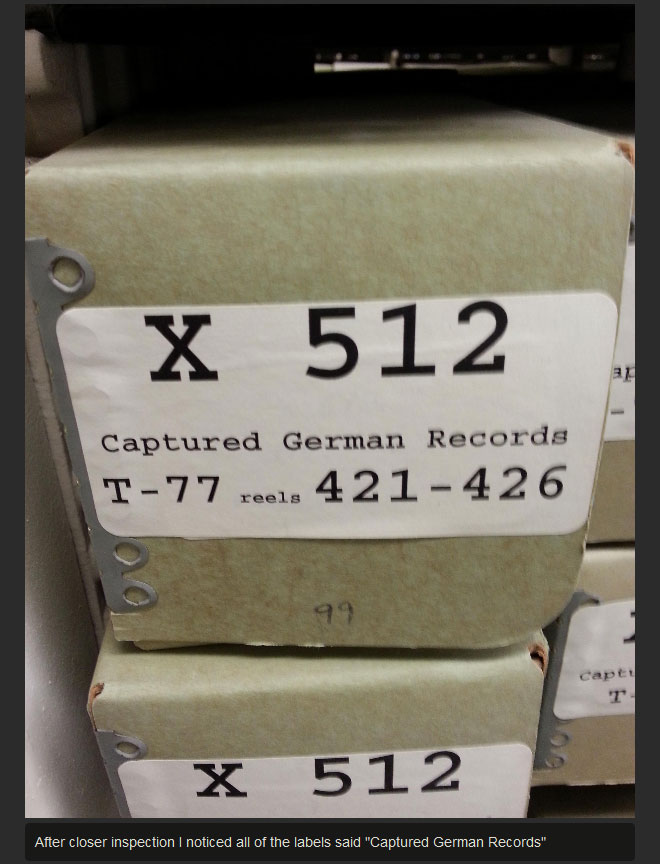 X 512
Captured German Records
T-77 reels 421-426
99
X 512
After closer inspection I noticed all of the labels said "Captured German Records"